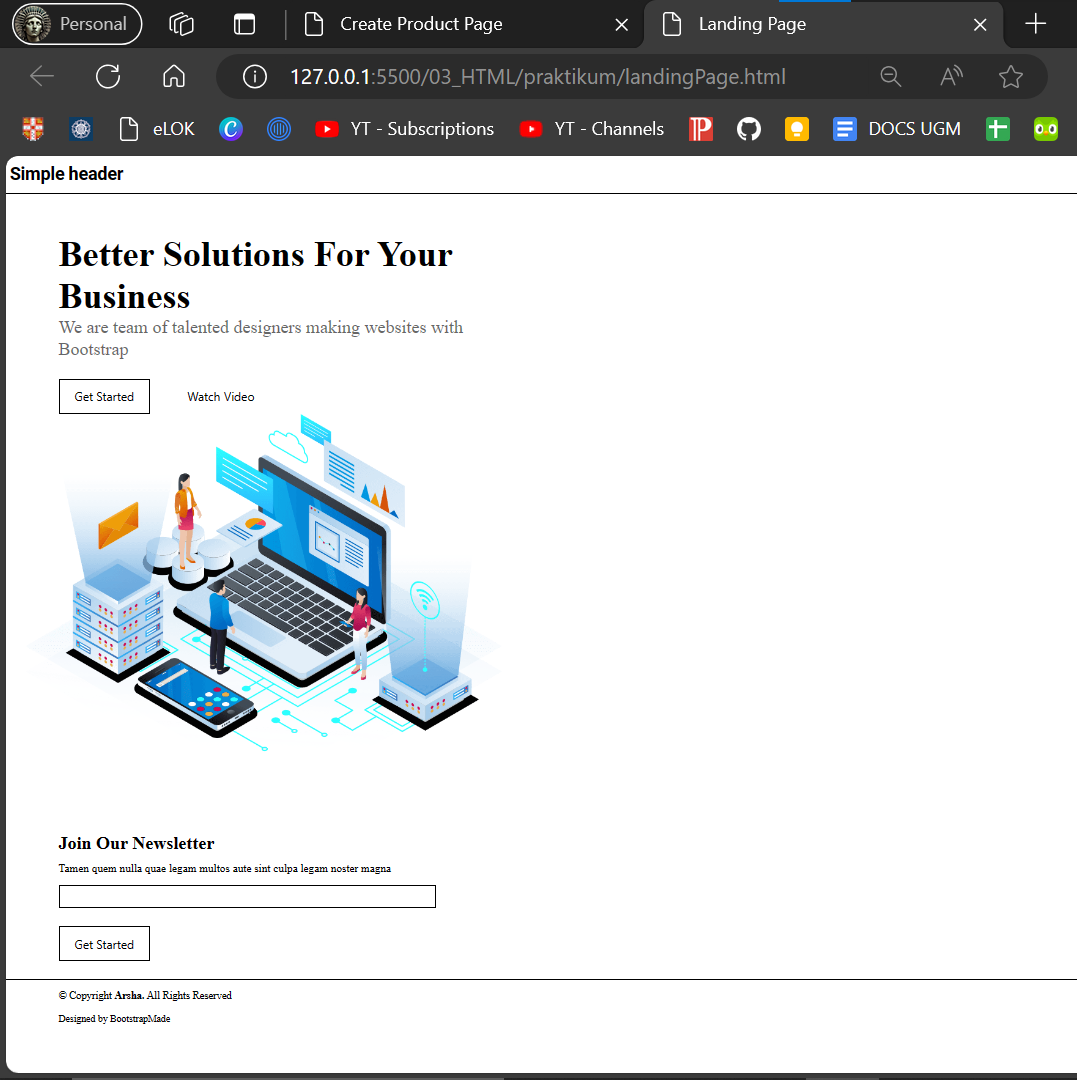 Personal
Create Product Page
Landing Page
127.0.0.1:5500/03_HTML/praktikum/landingPage.html
eLOK
YT - Subscriptions
YT - Channels
DOCS UGM
Simple header
Better Solutions For Your
Business
We are team of talented designers making websites with
Bootstrap
Get Started
Watch Video
Join Our Newsletter
Tamen quem nulla quae legam multos aute sint culpa legam noster magna
Get Started
© Copyright Arsha. All Rights Reserved
Designed by BootstrapMade